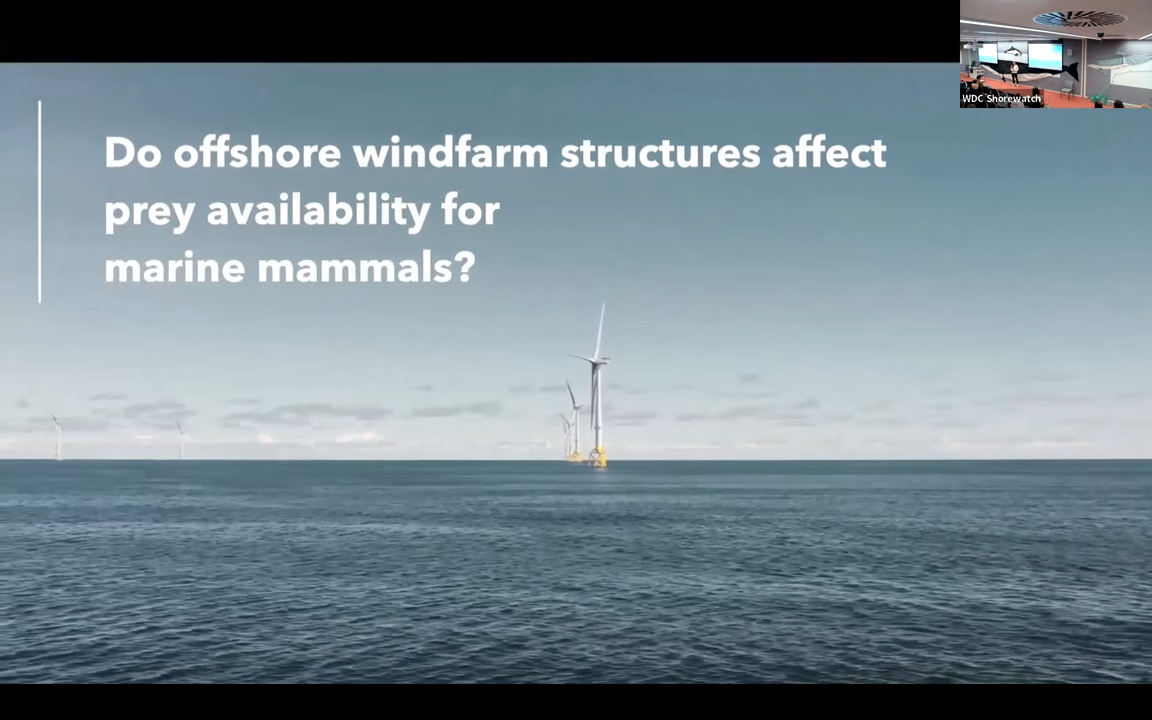 Do offshore windfarm structures affect
prey availability for
marine mammals?
WDC Shorewatch